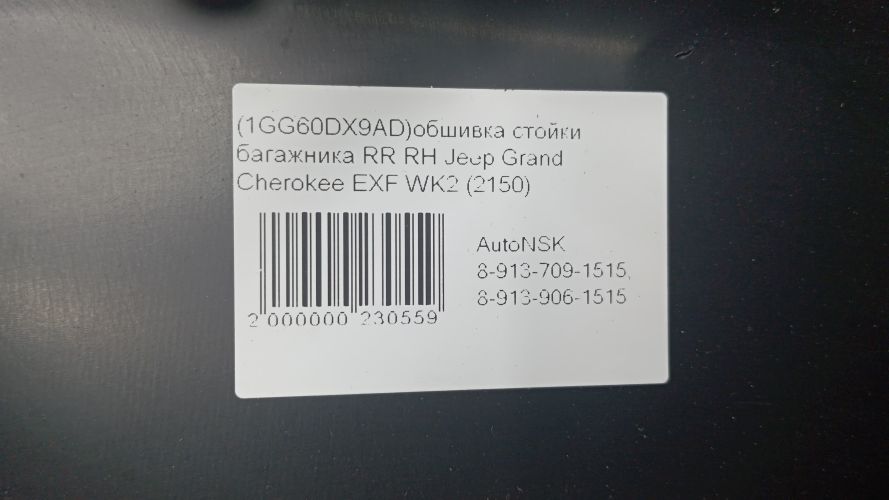 (1GG60DX9AD)обшивка стойки
багажника RR RH Jeep Grand
Cherokee EXF WK2 (2150)
AutoNSK
8-913-709-1515,
8-913-906-1515
2 000000 230559